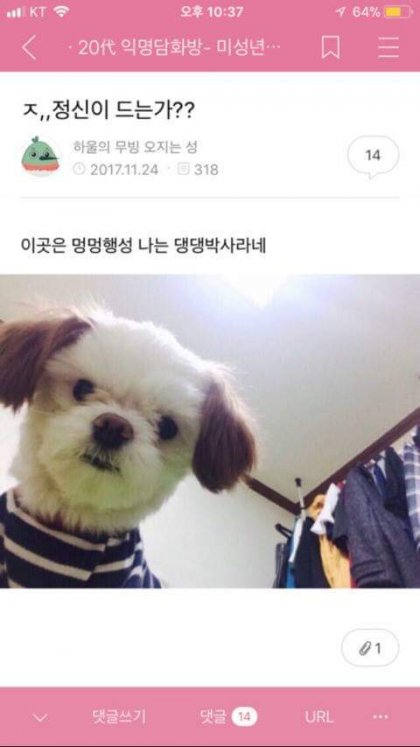 KT 오후 10:37 64%
· 20代 익명담화방- 미성년…
ㅈ,,정신이 드는가??
하울의 무빙 오지는 성
2017.11.24 · 318
14
이곳은 멍멍행성 나는 댕댕박사라네
1
댓글쓰기 댓글 14 URL ...